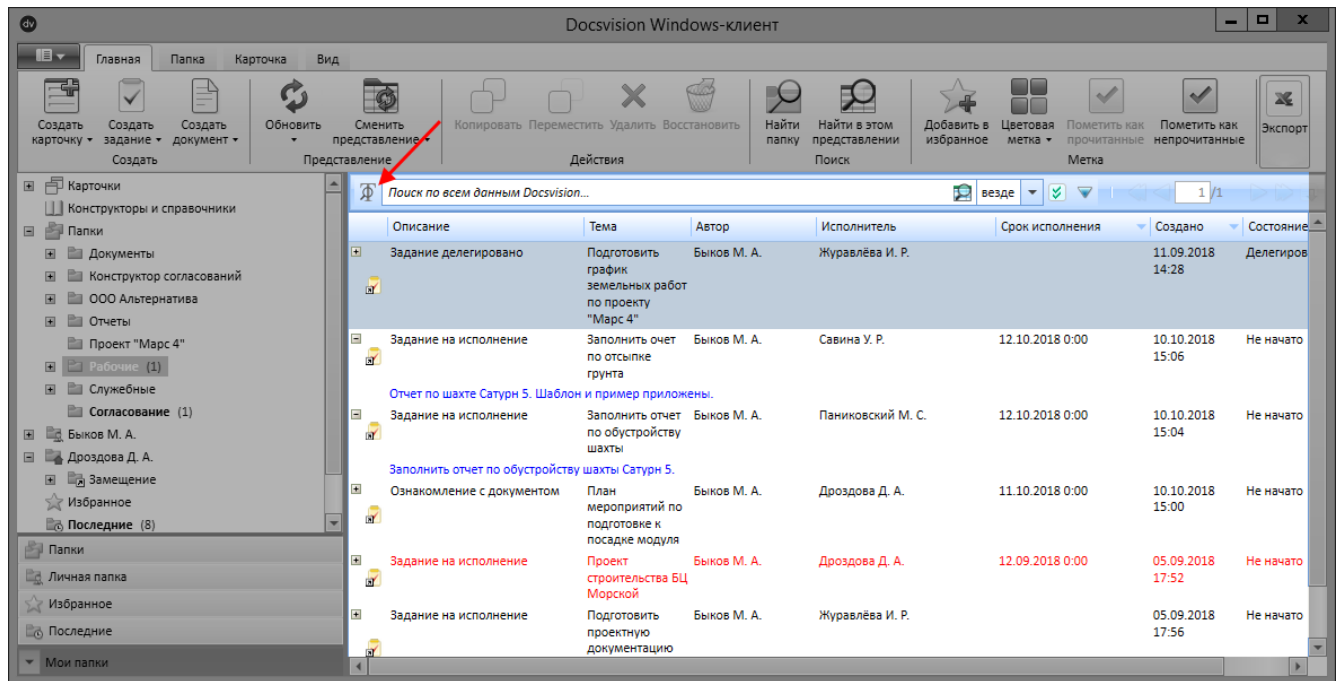 dv
Docsvision Windows-клиент
Главная Папка Карточка Вид
Создать карточку
Создать задание
Создать документ
Обновить
Сменить представление
Копировать Переместить Удалить Восстановить
Найти папку
Найти в этом представлении
Добавить в избранное
Цветовая метка
Пометить как прочитанные
Пометить как непрочитанные
Экспорт
Создать Представление Действия Поиск Метка
Карточки
Конструкторы и справочники
Папки
Документы
Конструктор согласований
ООО Альтернатива
Отчеты
Проект "Марс 4"
Рабочие (1)
Служебные
Согласование (1)
Быков М. А.
Дроздова Д. А.
Замещение
Избранное
Последние (8)
Папки
Личная папка
Избранное
Последние
Мои папки
Поиск по всем данным Docsvision... везде 1 /1
Описание Тема Автор Исполнитель Срок исполнения Создано Состояние
Задание делегировано Подготовить Быков М. А. Журавлёва И. Р. 11.09.2018 Делегиров
график 14:28
земельных работ
по проекту
"Марс 4"
Задание на исполнение Заполнить очет Быков М. А. Савина У. Р. 12.10.2018 0:00 10.10.2018 Не начато
по отсыпке 15:06
грунта
Отчет по шахте Сатурн 5. Шаблон и пример приложены.
Задание на исполнение Заполнить отчет Быков М. А. Паниковский М. С. 12.10.2018 0:00 10.10.2018 Не начато
по обустройству 15:04
шахты
Заполнить отчет по обустройству шахты Сатурн 5.
Ознакомление с документом План Быков М. А. Дроздова Д. А. 11.10.2018 0:00 10.10.2018 Не начато
мероприятий по 15:00
подготовке к
посадке модуля
Задание на исполнение Проект Быков М. А. Дроздова Д. А. 12.09.2018 0:00 05.09.2018 Не начато
строительства БЦ 17:52
Морской
Задание на исполнение Подготовить Быков М. А. Журавлёва И. Р. 05.09.2018 Не начато
проектную 17:56
документацию